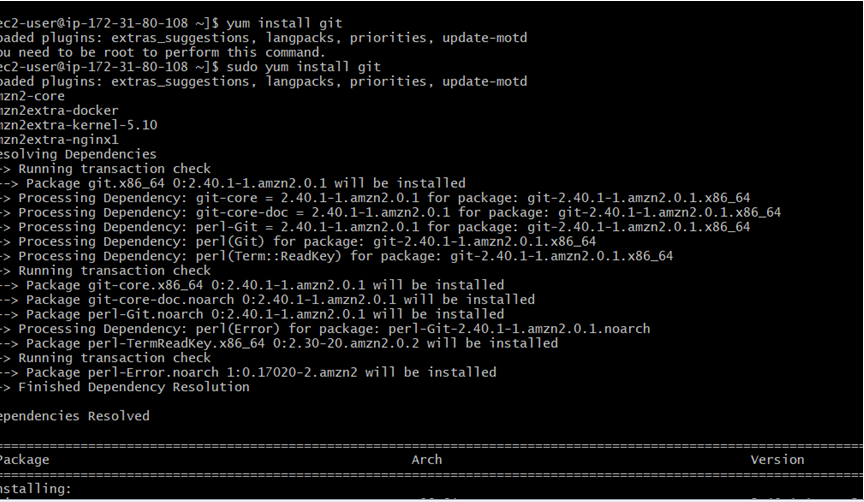 ec2-user@ip-172-31-80-108 ~]$ yum install git
oaded plugins: extras_suggestions, langpacks, priorities, update-motd
ou need to be root to perform this command.
ec2-user@ip-172-31-80-108 ~]$ sudo yum install git
oaded plugins: extras_suggestions, langpacks, priorities, update-motd
mzn2-core
mzn2extra-docker
mzn2extra-kernel-5.10
mzn2extra-nginx1
esolving Dependencies
-> Running transaction check
--> Package git.x86_64 0:2.40.1-1.amzn2.0.1 will be installed
-> Processing Dependency: git-core = 2.40.1-1.amzn2.0.1 for package: git-2.40.1-1.amzn2.0.1.x86_64
-> Processing Dependency: git-core-doc = 2.40.1-1.amzn2.0.1 for package: git-2.40.1-1.amzn2.0.1.x86_64
-> Processing Dependency: perl-Git = 2.40.1-1.amzn2.0.1 for package: git-2.40.1-1.amzn2.0.1.x86_64
-> Processing Dependency: perl(Git) for package: git-2.40.1-1.amzn2.0.1.x86_64
-> Processing Dependency: perl(Term::ReadKey) for package: git-2.40.1-1.amzn2.0.1.x86_64
-> Running transaction check
--> Package git-core.x86_64 0:2.40.1-1.amzn2.0.1 will be installed
--> Package git-core-doc.noarch 0:2.40.1-1.amzn2.0.1 will be installed
--> Package perl-Git.noarch 0:2.40.1-1.amzn2.0.1 will be installed
-> Processing Dependency: perl(Error) for package: perl-Git-2.40.1-1.amzn2.0.1.noarch
--> Package perl-TermReadKey.x86_64 0:2.30-20.amzn2.0.2 will be installed
-> Running transaction check
--> Package perl-Error.noarch 1:0.17020-2.amzn2 will be installed
-> Finished Dependency Resolution
ependencies Resolved
Package Arch Version
nstalling: